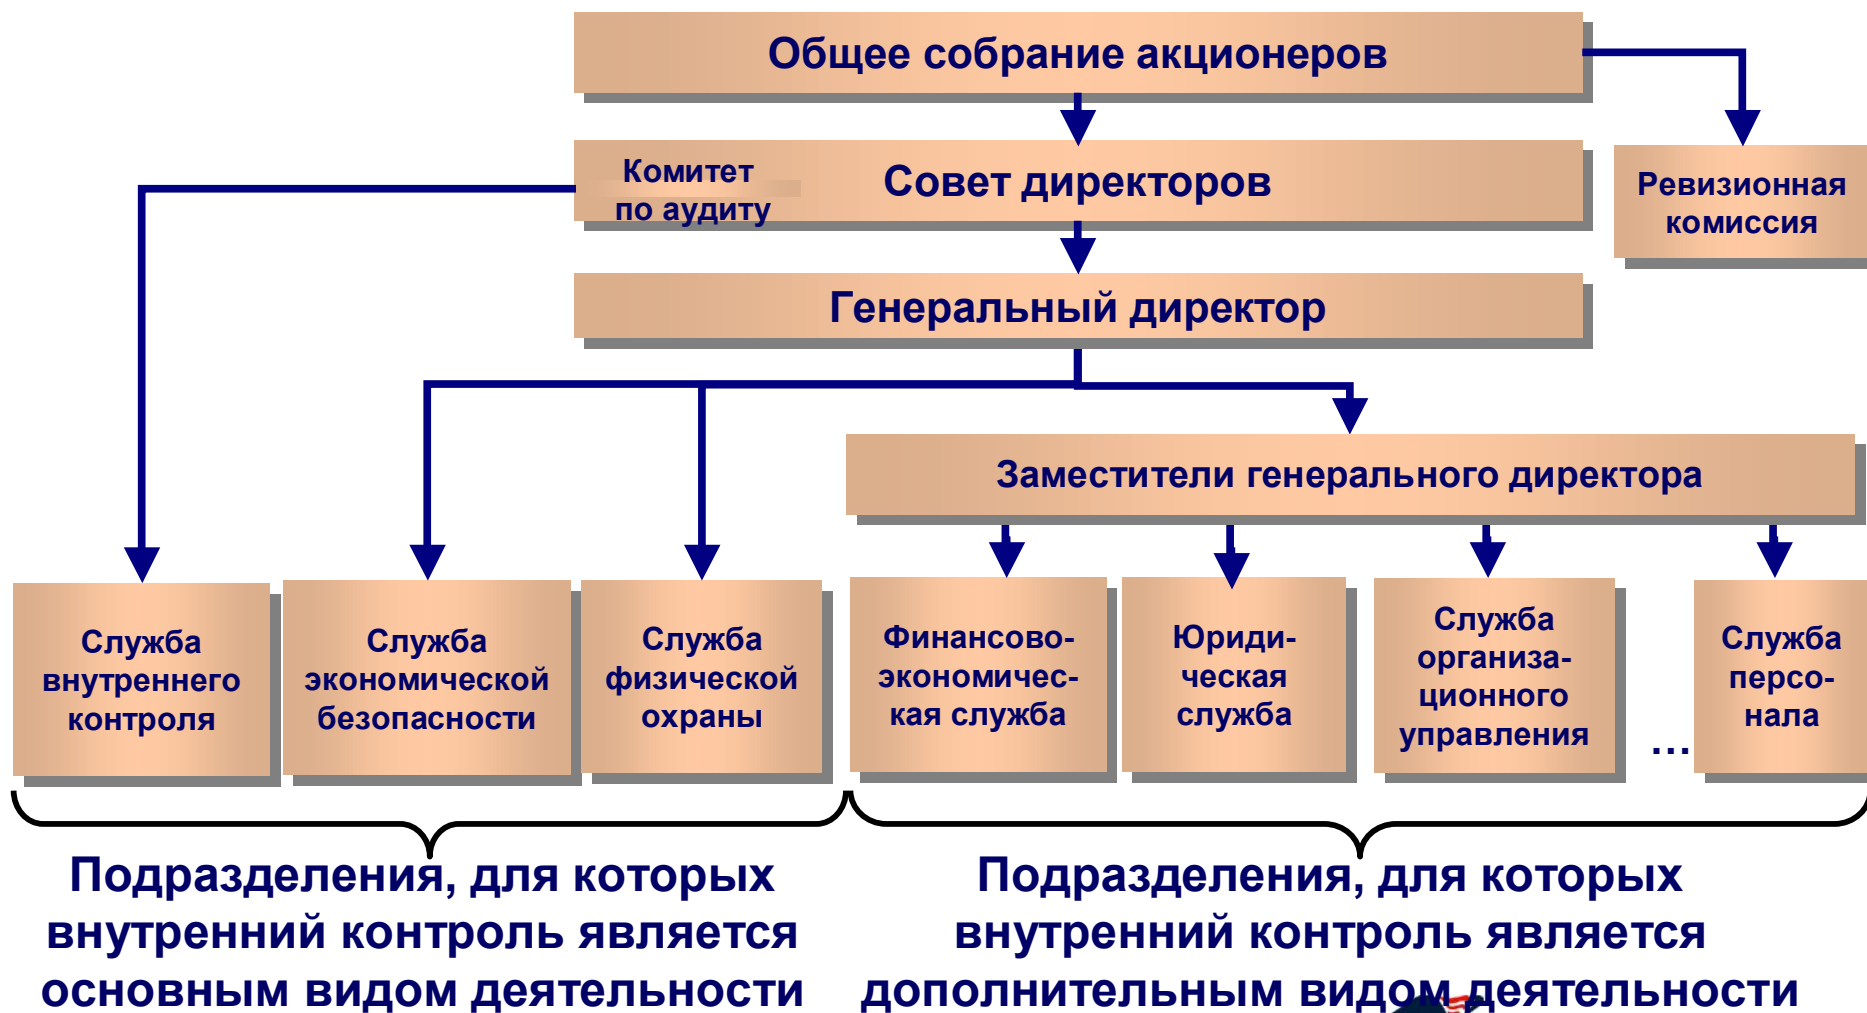 Общее собрание акционеров
Комитет
по аудиту
Совет директоров
Ревизионная
комиссия
Генеральный директор
Заместители генерального директора
Служба
внутреннего
контроля
Служба
экономической
безопасности
Служба
физической
охраны
Финансово-
экономичес-
кая служба
Юриди-
ческая
служба
Служба
организа-
ционного
управления
...
Служба
персо-
нала
Подразделения, для которых
внутренний контроль является
основным видом деятельности
Подразделения, для которых
внутренний контроль является
дополнительным видом деятельности